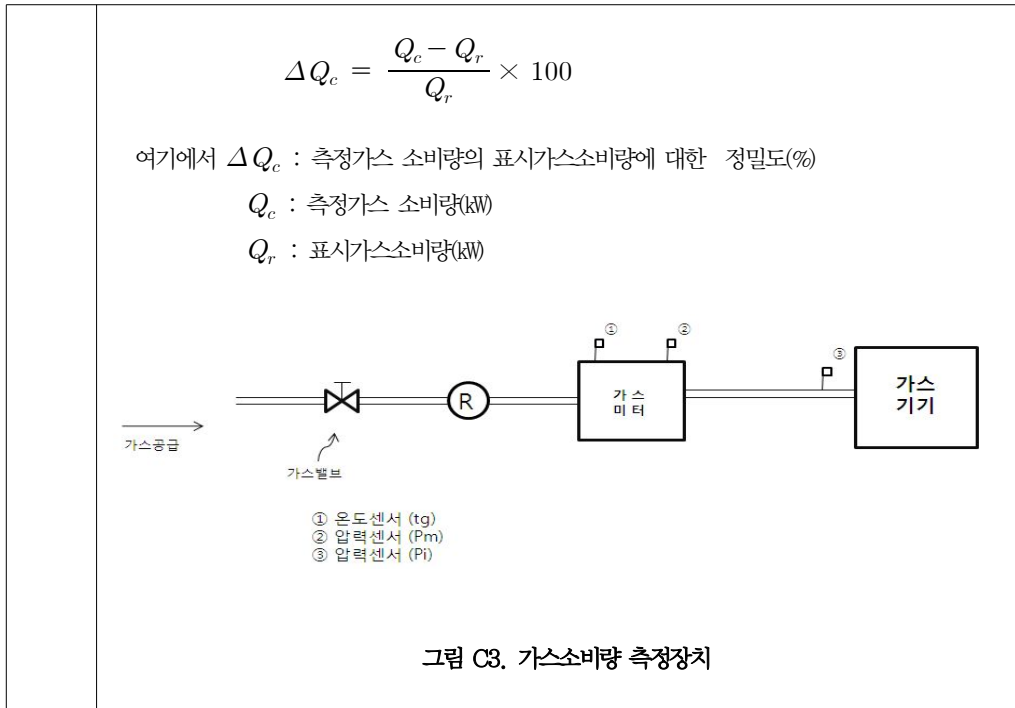 ΔQc = (Qc − Qr) / Qr × 100
여기에서 ΔQc : 측정가스 소비량의 표시가스소비량에 대한 정밀도(%)
Qc : 측정가스 소비량(㎾)
Qr : 표시가스소비량(㎾)
① ②
③
R
가스
미터
가스
기기
가스공급
가스밸브
① 온도센서 (tg)
② 압력센서 (Pm)
③ 압력센서 (Pi)
그림 C3. 가스소비량 측정장치